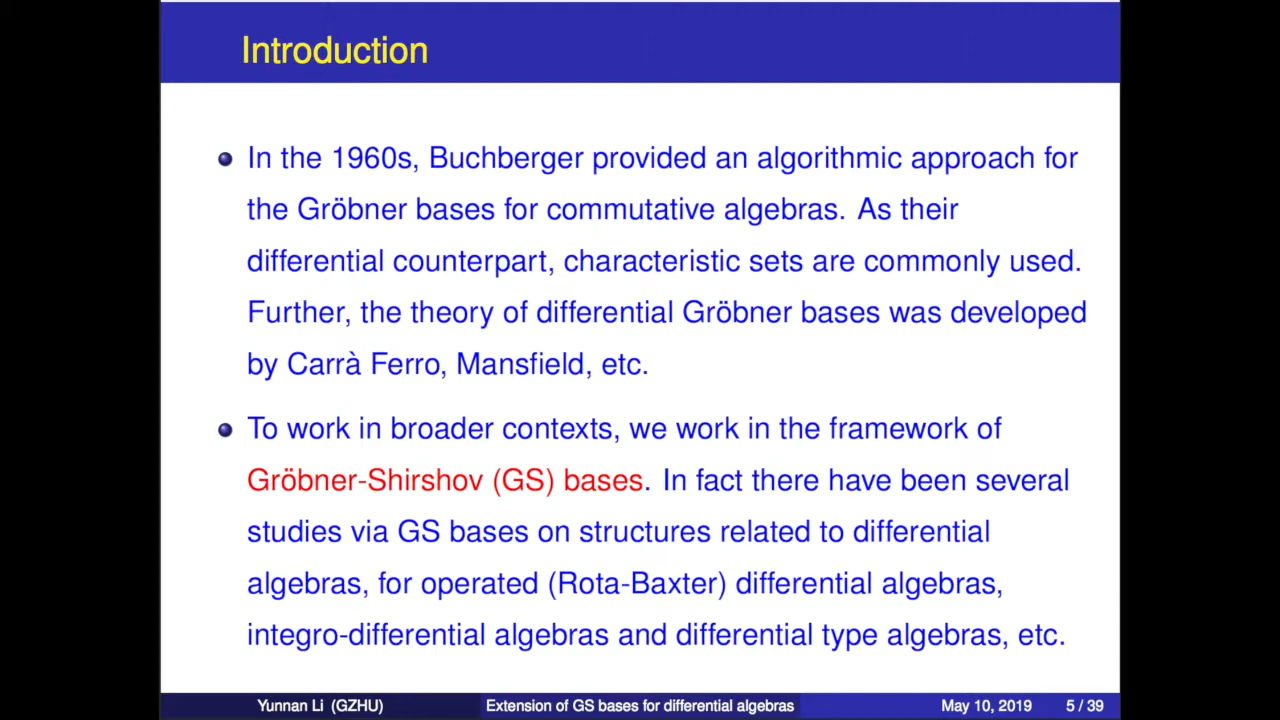 Introduction
In the 1960s, Buchberger provided an algorithmic approach for
the Gröbner bases for commutative algebras. As their
differential counterpart, characteristic sets are commonly used.
Further, the theory of differential Gröbner bases was developed
by Carrà Ferro, Mansfield, etc.
To work in broader contexts, we work in the framework of
Gröbner-Shirshov (GS) bases. In fact there have been several
studies via GS bases on structures related to differential
algebras, for operated (Rota-Baxter) differential algebras,
integro-differential algebras and differential type algebras, etc.
Yunnan Li (GZHU) Extension of GS bases for differential algebras May 10, 2019 5 / 39